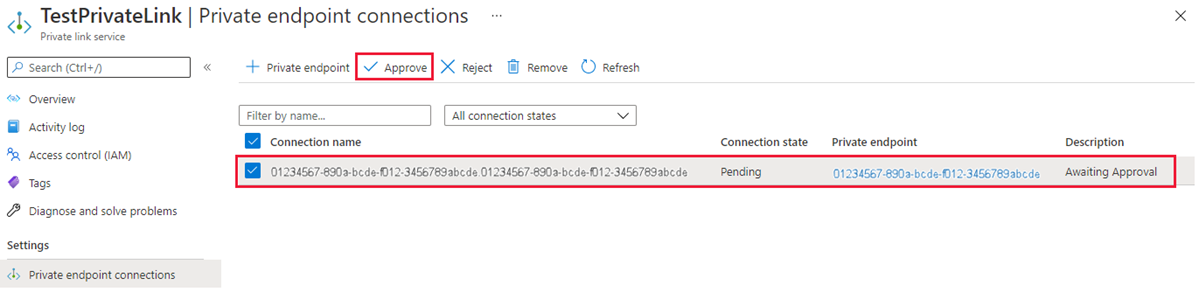 TestPrivateLink | Private endpoint connections ...
Private link service
Search (Ctrl+/) «
Private endpoint Approve Reject Remove Refresh
Overview
Activity log
Access control (IAM)
Tags
Diagnose and solve problems
Settings
Private endpoint connections
Filter by name... All connection states
Connection name Connection state Private endpoint Description
01234567-890a-bcde-f012-3456789abcde.01234567-890a-bcde-f012-3456789abcde Pending 01234567-890a-bcde-f012-3456789abcde Awaiting Approval